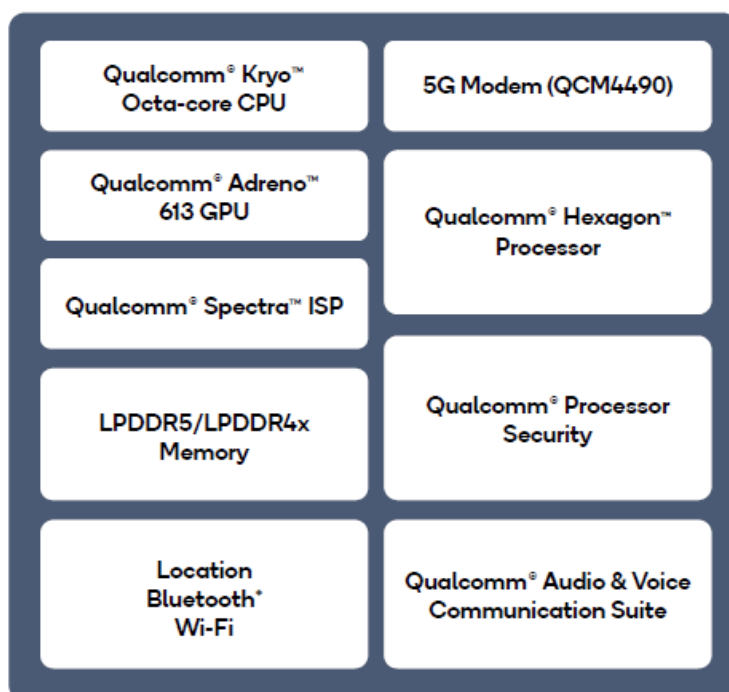 Qualcomm® Kryo™
Octa-core CPU
5G Modem (QCM4490)
Qualcomm® Adreno™
613 GPU
Qualcomm® Hexagon™
Processor
Qualcomm® Spectra™ ISP
LPDDR5/LPDDR4x
Memory
Qualcomm® Processor
Security
Location
Bluetooth*
Wi-Fi
Qualcomm® Audio & Voice
Communication Suite